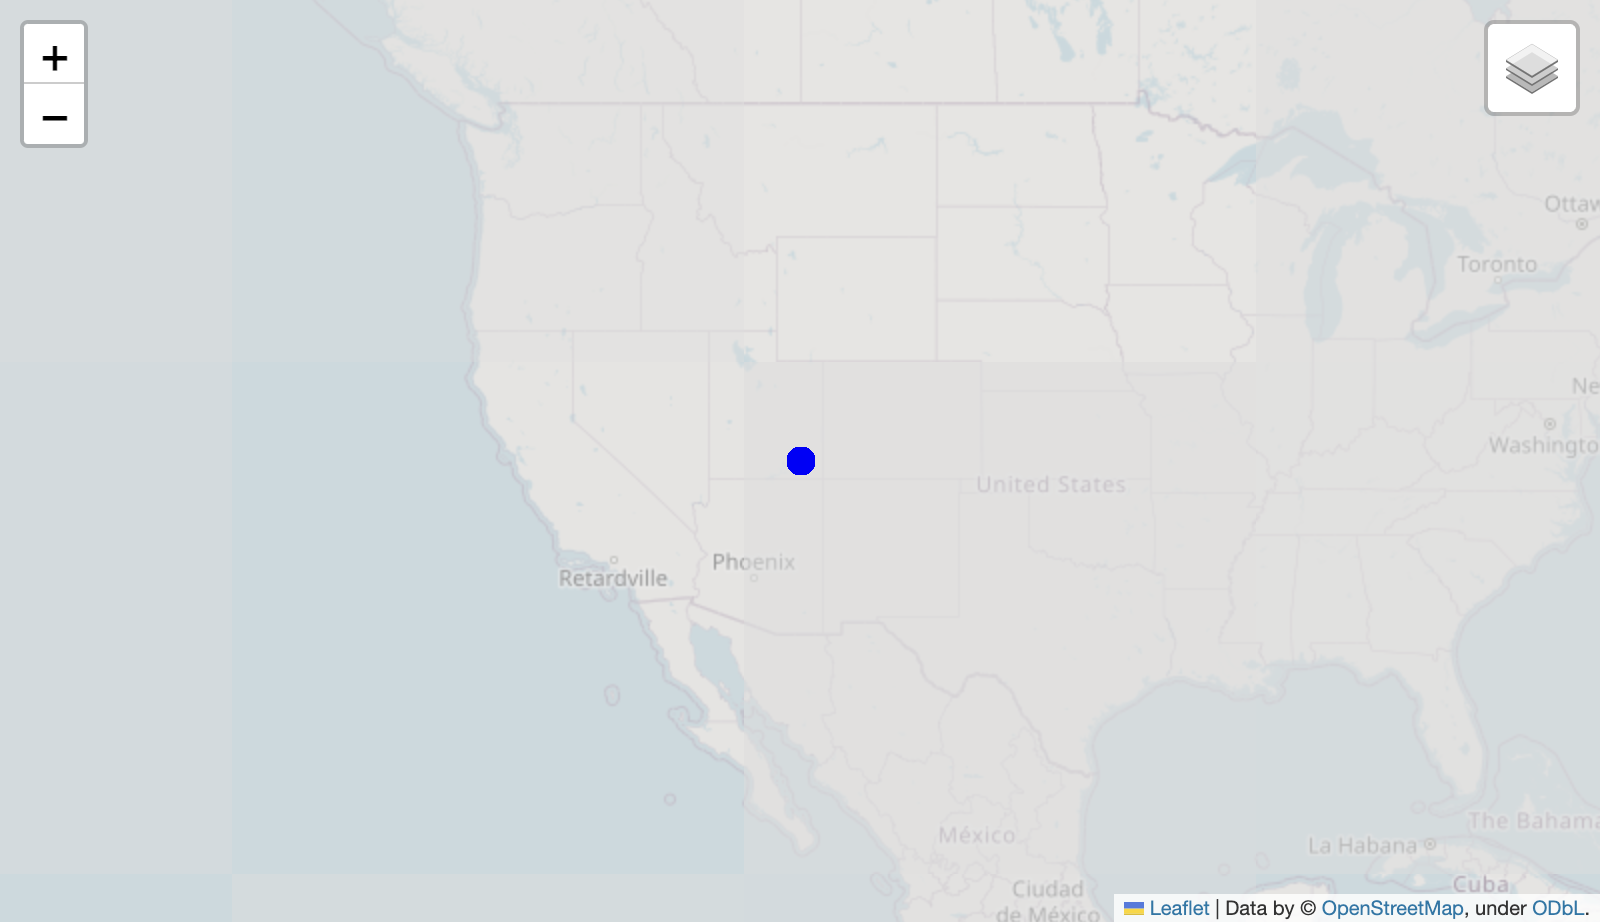 +
−
Ottaw
Toronto
Ne
Washingto
United States
Phoenix
Retardville
México
The Bahama
La Habana
Cuba
Ciudad
de México
Leaflet | Data by © OpenStreetMap, under ODbL.